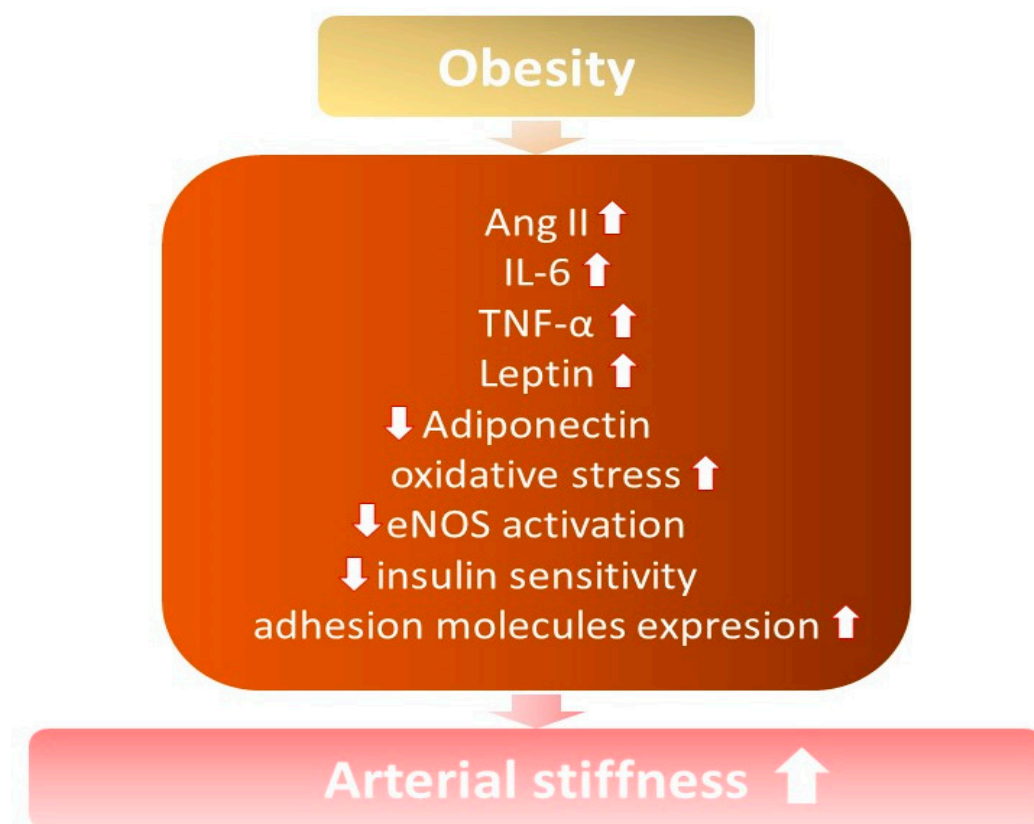 Obesity
Ang II
IL-6
TNF-α
Leptin
Adiponectin
oxidative stress
eNOS activation
insulin sensitivity
adhesion molecules expresion
Arterial stiffness